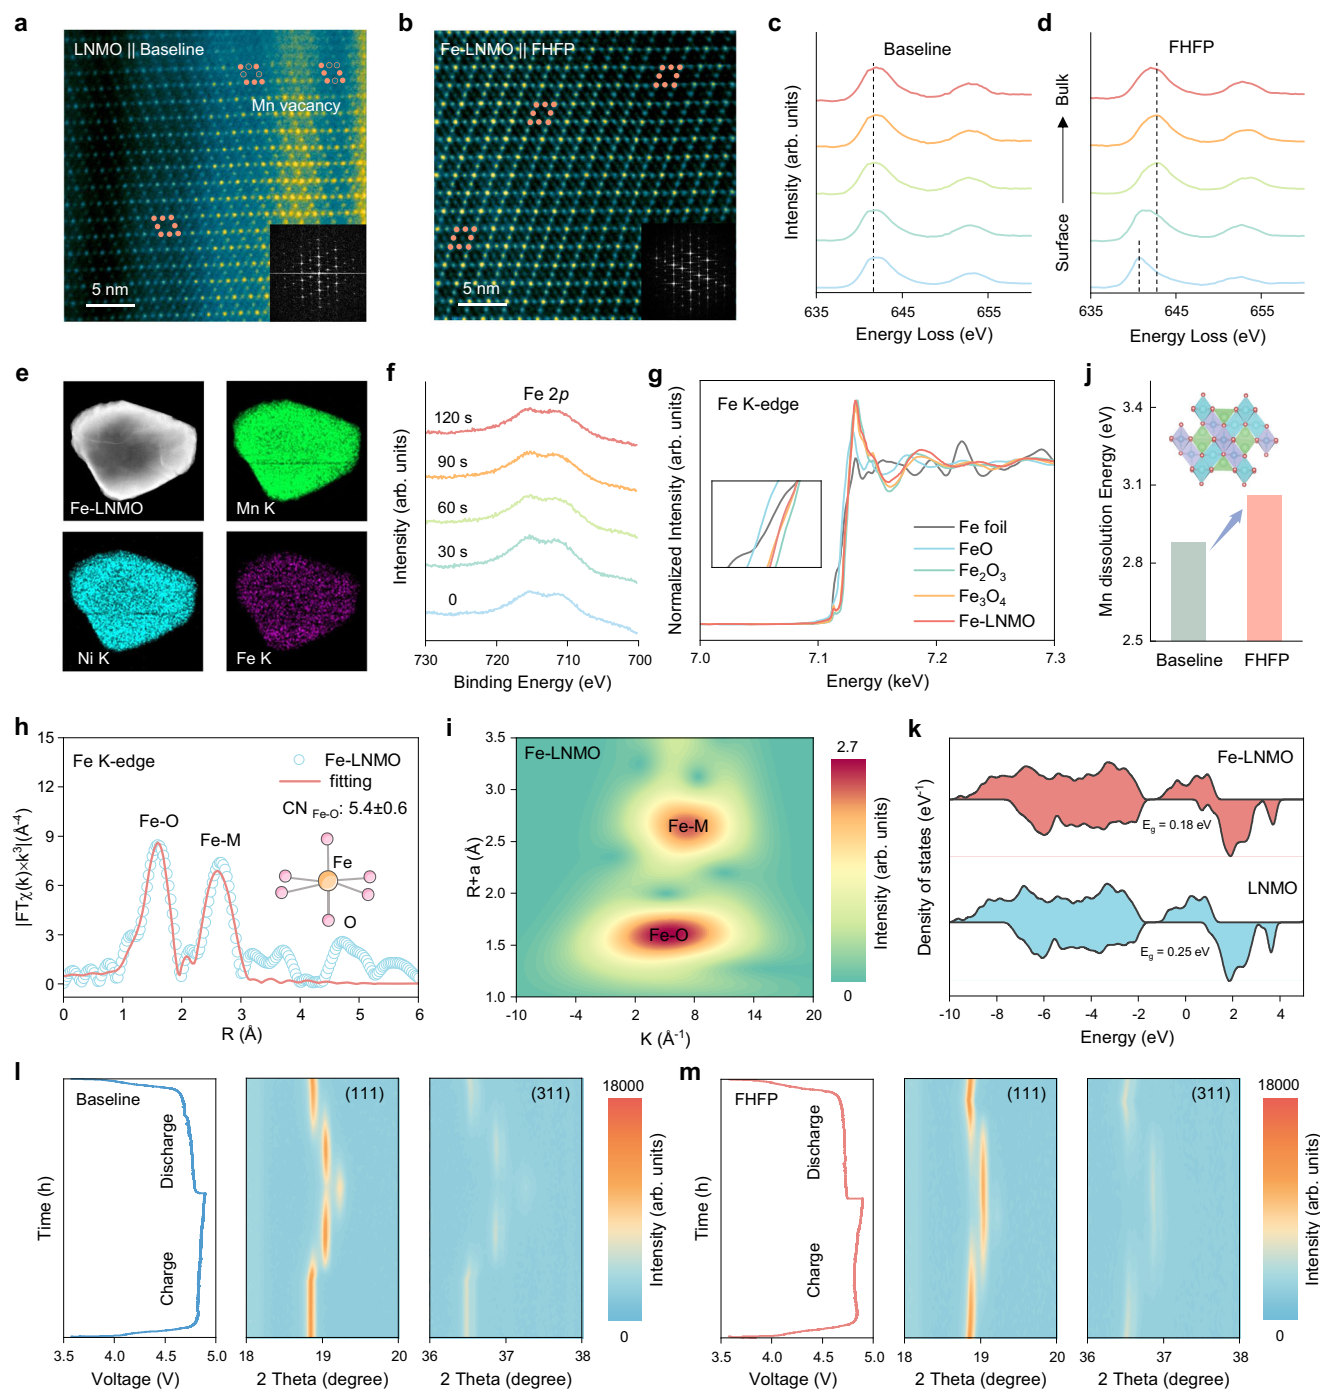 a
LNMO || Baseline
Mn vacancy
5 nm
b
Fe-LNMO || FHFP
5 nm
c
Baseline
Intensity (arb. units)
635 645 655
Energy Loss (eV)
d
FHFP
Surface
Bulk
635 645 655
Energy Loss (eV)
e
Fe-LNMO
Mn K
Ni K
Fe K
f
Fe 2p
120 s
90 s
60 s
30 s
0
Intensity (arb. units)
730 720 710 700
Binding Energy (eV)
g
Fe K-edge
Fe foil
FeO
Fe2O3
Fe3O4
Fe-LNMO
Normalized Intensity (arb. units)
7.0 7.1 7.2 7.3
Energy (keV)
j
Mn dissolution Energy (eV)
3.4
3.1
2.8
2.5
Baseline FHFP
h
Fe K-edge
Fe-LNMO
fitting
CN Fe-O: 5.4±0.6
Fe-O
Fe-M
Fe
O
|FTχ(k)×k³|(Å⁻⁴)
15
12
9
6
3
0
0 1 2 3 4 5 6
R (Å)
i
Fe-LNMO
Fe-M
Fe-O
R+a (Å)
3.5
3.0
2.5
2.0
1.5
1.0
-10 -4 2 8 14 20
K (Å⁻¹)
2.7
0
Intensity (arb. units)
k
Fe-LNMO
Eg = 0.18 eV
LNMO
Eg = 0.25 eV
Density of states (eV⁻¹)
-10 -8 -6 -4 -2 0 2 4
Energy (eV)
l
Baseline
Discharge
Charge
Time (h)
3.5 4.0 4.5 5.0
Voltage (V)
(111)
18 19 20
2 Theta (degree)
(311)
36 37 38
2 Theta (degree)
18000
0
Intensity (arb. units)
m
FHFP
Discharge
Charge
Time (h)
3.5 4.0 4.5 5.0
Voltage (V)
(111)
18 19 20
2 Theta (degree)
(311)
36 37 38
2 Theta (degree)
18000
0
Intensity (arb. units)